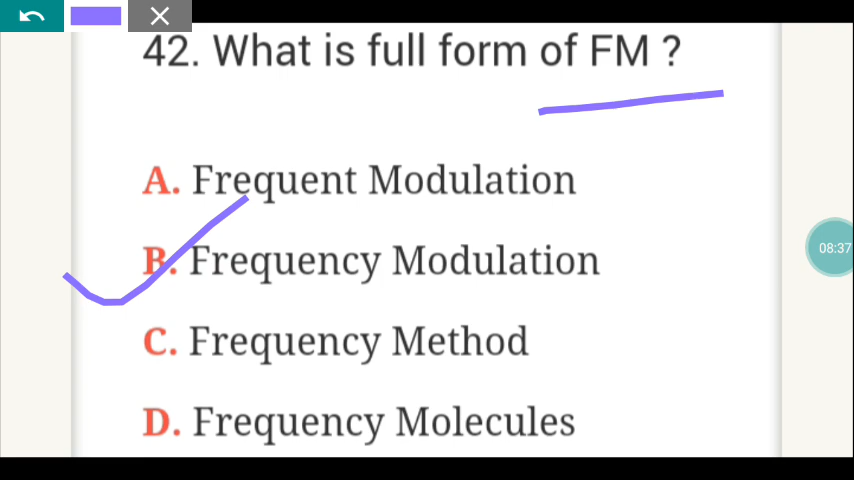 42. What is full form of FM ?
A. Frequent Modulation
B. Frequency Modulation
08:37
C. Frequency Method
D. Frequency Molecules